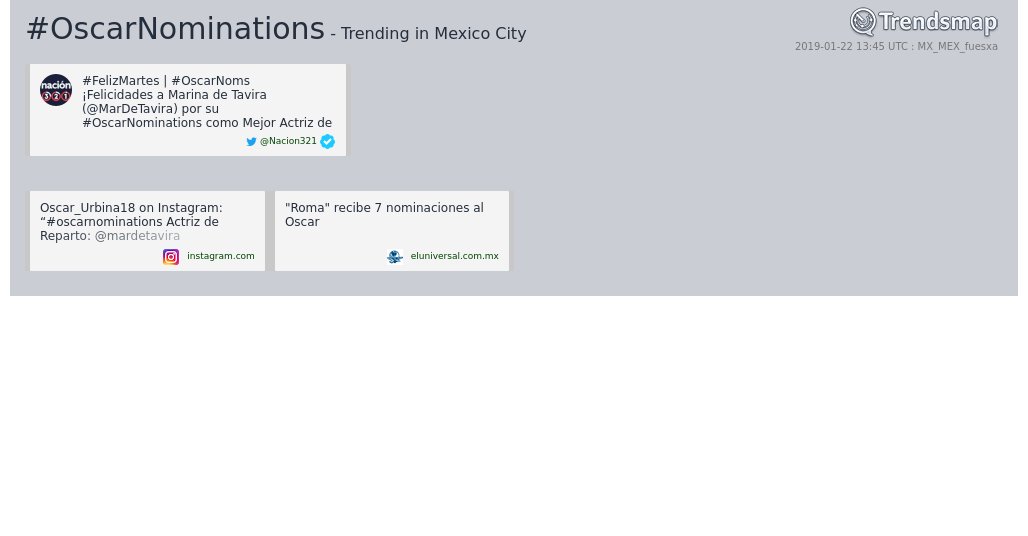 #OscarNominations - Trending in Mexico City
Trendsmap
2019-01-22 13:45 UTC : MX_MEX_fuesxa
nación
321
#FelizMartes | #OscarNoms
¡Felicidades a Marina de Tavira
(@MarDeTavira) por su
#OscarNominations como Mejor Actriz de
@Nacion321
Oscar_Urbina18 on Instagram:
“#oscarnominations Actriz de
Reparto: @mardetavira
instagram.com
"Roma" recibe 7 nominaciones al
Oscar
eluniversal.com.mx